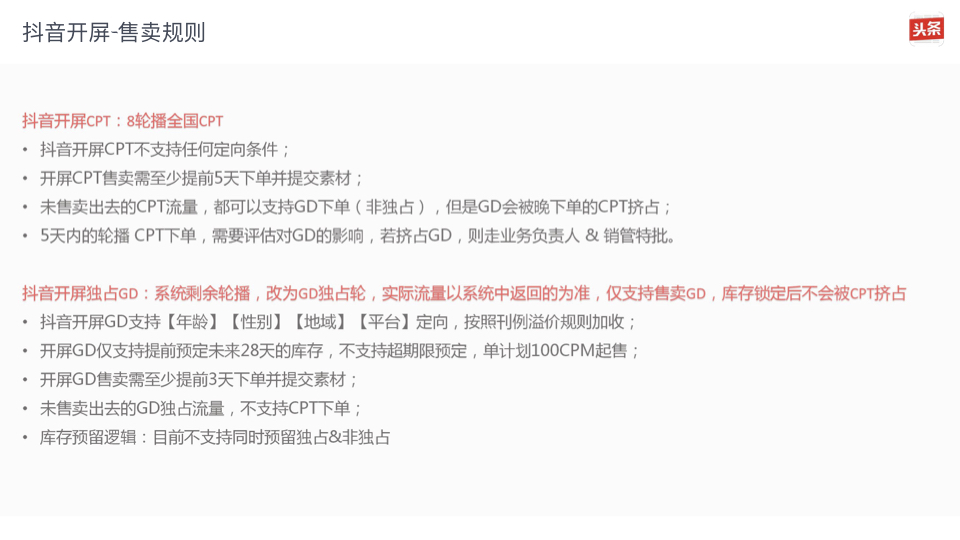 抖音开屏-售卖规则
头条
抖音开屏CPT：8轮播全国CPT
• 抖音开屏CPT不支持任何定向条件；
• 开屏CPT售卖需至少提前5天下单并提交素材；
• 未售卖出去的CPT流量，都可以支持GD下单（非独占），但是GD会被晚下单的CPT挤占；
• 5天内的轮播 CPT下单，需要评估对GD的影响，若挤占GD，则走业务负责人 & 销管特批。
抖音开屏独占GD：系统剩余轮播，改为GD独占轮，实际流量以系统中返回的为准，仅支持售卖GD，库存锁定后不会被CPT挤占
• 抖音开屏GD支持【年龄】【性别】【地域】【平台】定向，按照刊例溢价规则加收；
• 开屏GD仅支持提前预定未来28天的库存，不支持超期限预定，单计划100CPM起售；
• 开屏GD售卖需至少提前3天下单并提交素材；
• 未售卖出去的GD独占流量，不支持CPT下单；
• 库存预留逻辑：目前不支持同时预留独占&非独占